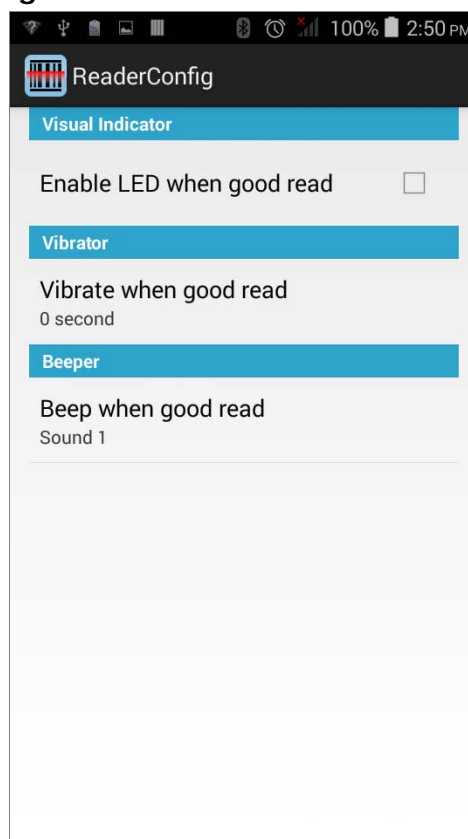 100% 2:50 PM
ReaderConfig
Visual Indicator
Enable LED when good read
Vibrator
Vibrate when good read
0 second
Beeper
Beep when good read
Sound 1